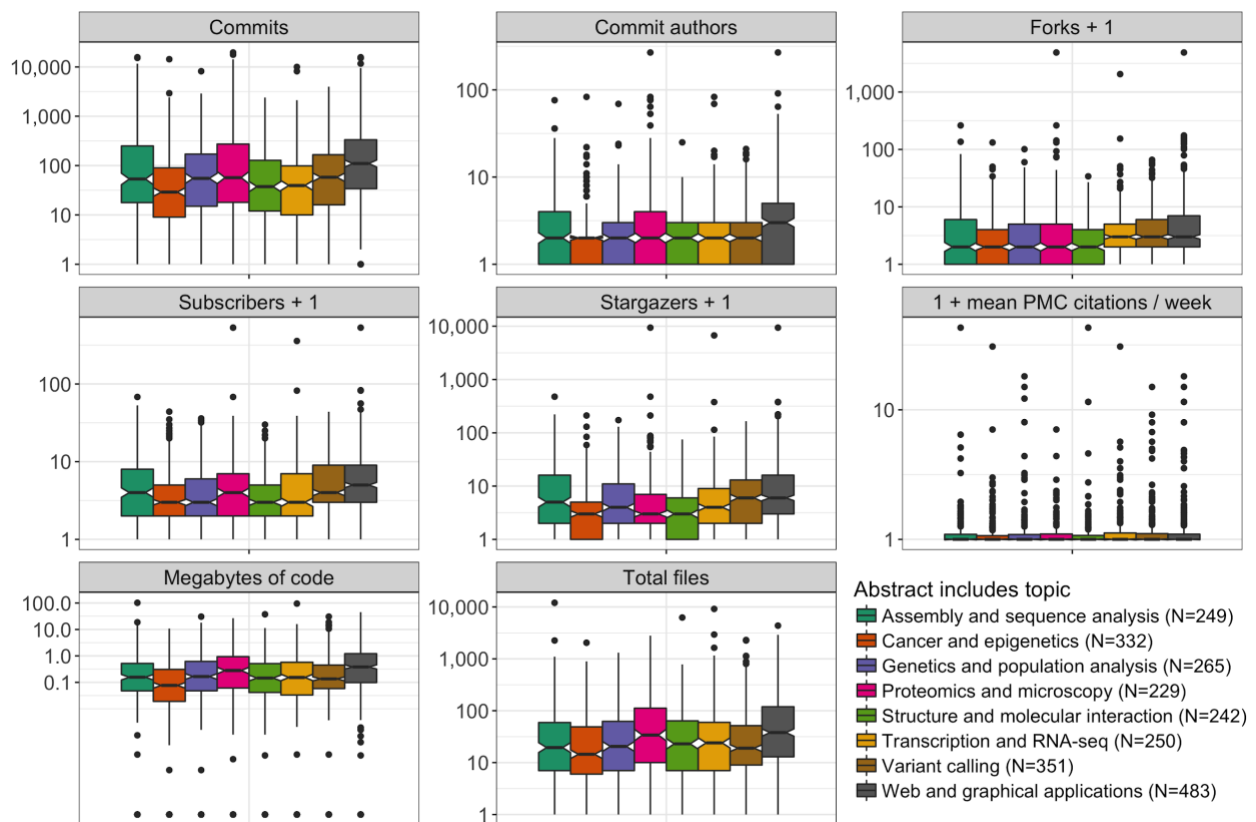 Commits
10,000
1,000
100
10
1
Commit authors
100
10
1
Forks + 1
1,000
100
10
1
Subscribers + 1
100
10
1
Stargazers + 1
10,000
1,000
100
10
1
1 + mean PMC citations / week
10
1
Megabytes of code
100.0
10.0
1.0
0.1
Total files
10,000
1,000
100
10
1
Abstract includes topic
Assembly and sequence analysis (N=249)
Cancer and epigenetics (N=332)
Genetics and population analysis (N=265)
Proteomics and microscopy (N=229)
Structure and molecular interaction (N=242)
Transcription and RNA-seq (N=250)
Variant calling (N=351)
Web and graphical applications (N=483)